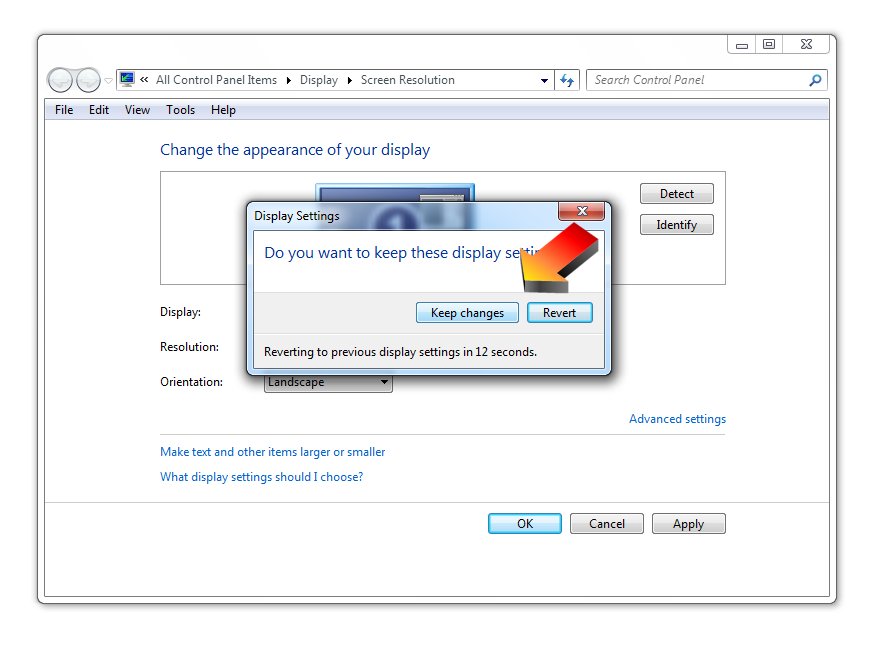 « All Control Panel Items ▸ Display ▸ Screen Resolution
Search Control Panel
File Edit View Tools Help
Change the appearance of your display
Detect
1
Identify
Display Settings
Do you want to keep these display
Keep changes Revert
Reverting to previous display settings in 12 seconds.
Display:
Resolution:
Orientation: Landscape
Advanced settings
Make text and other items larger or smaller
What display settings should I choose?
OK Cancel Apply